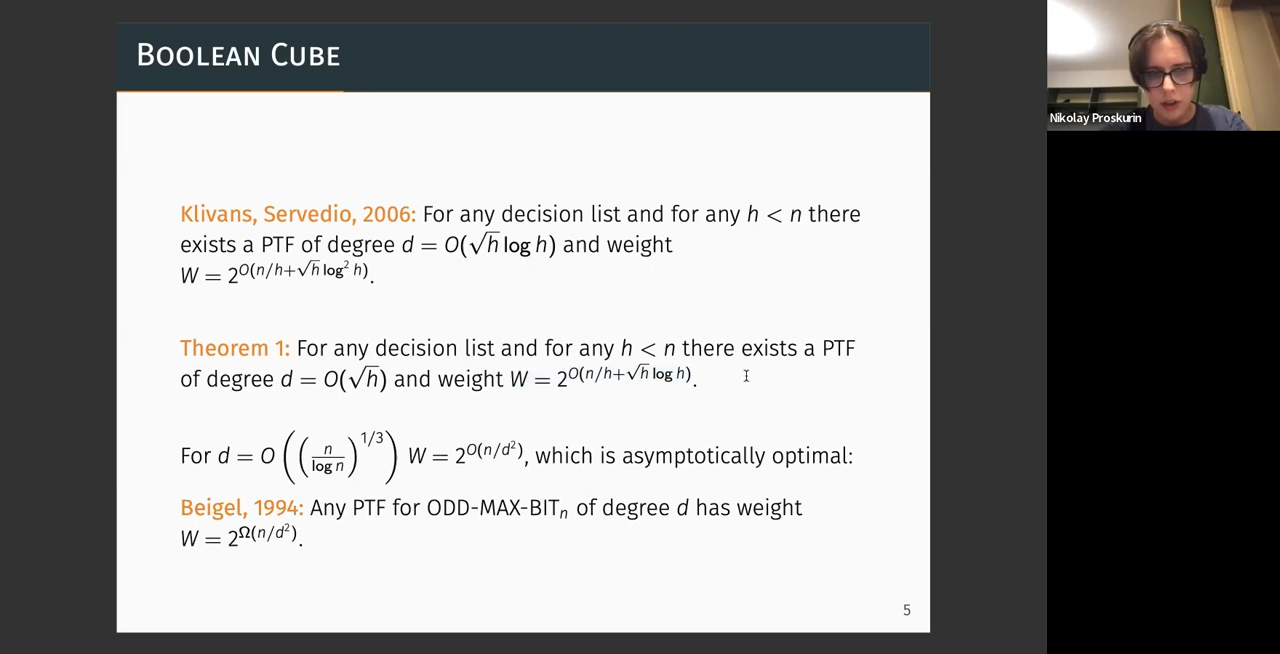 BOOLEAN CUBE
Nikolay Proskurin
Klivans, Servedio, 2006: For any decision list and for any h < n there
exists a PTF of degree d = O(√h log h) and weight
W = 2^{O(n/h+√h log² h)}.
Theorem 1: For any decision list and for any h < n there exists a PTF
of degree d = O(√h) and weight W = 2^{O(n/h+√h log h)}.
For d = O((n/log n)^{1/3}) W = 2^{O(n/d²)}, which is asymptotically optimal:
Beigel, 1994: Any PTF for ODD-MAX-BIT_n of degree d has weight
W = 2^{Ω(n/d²)}.
5